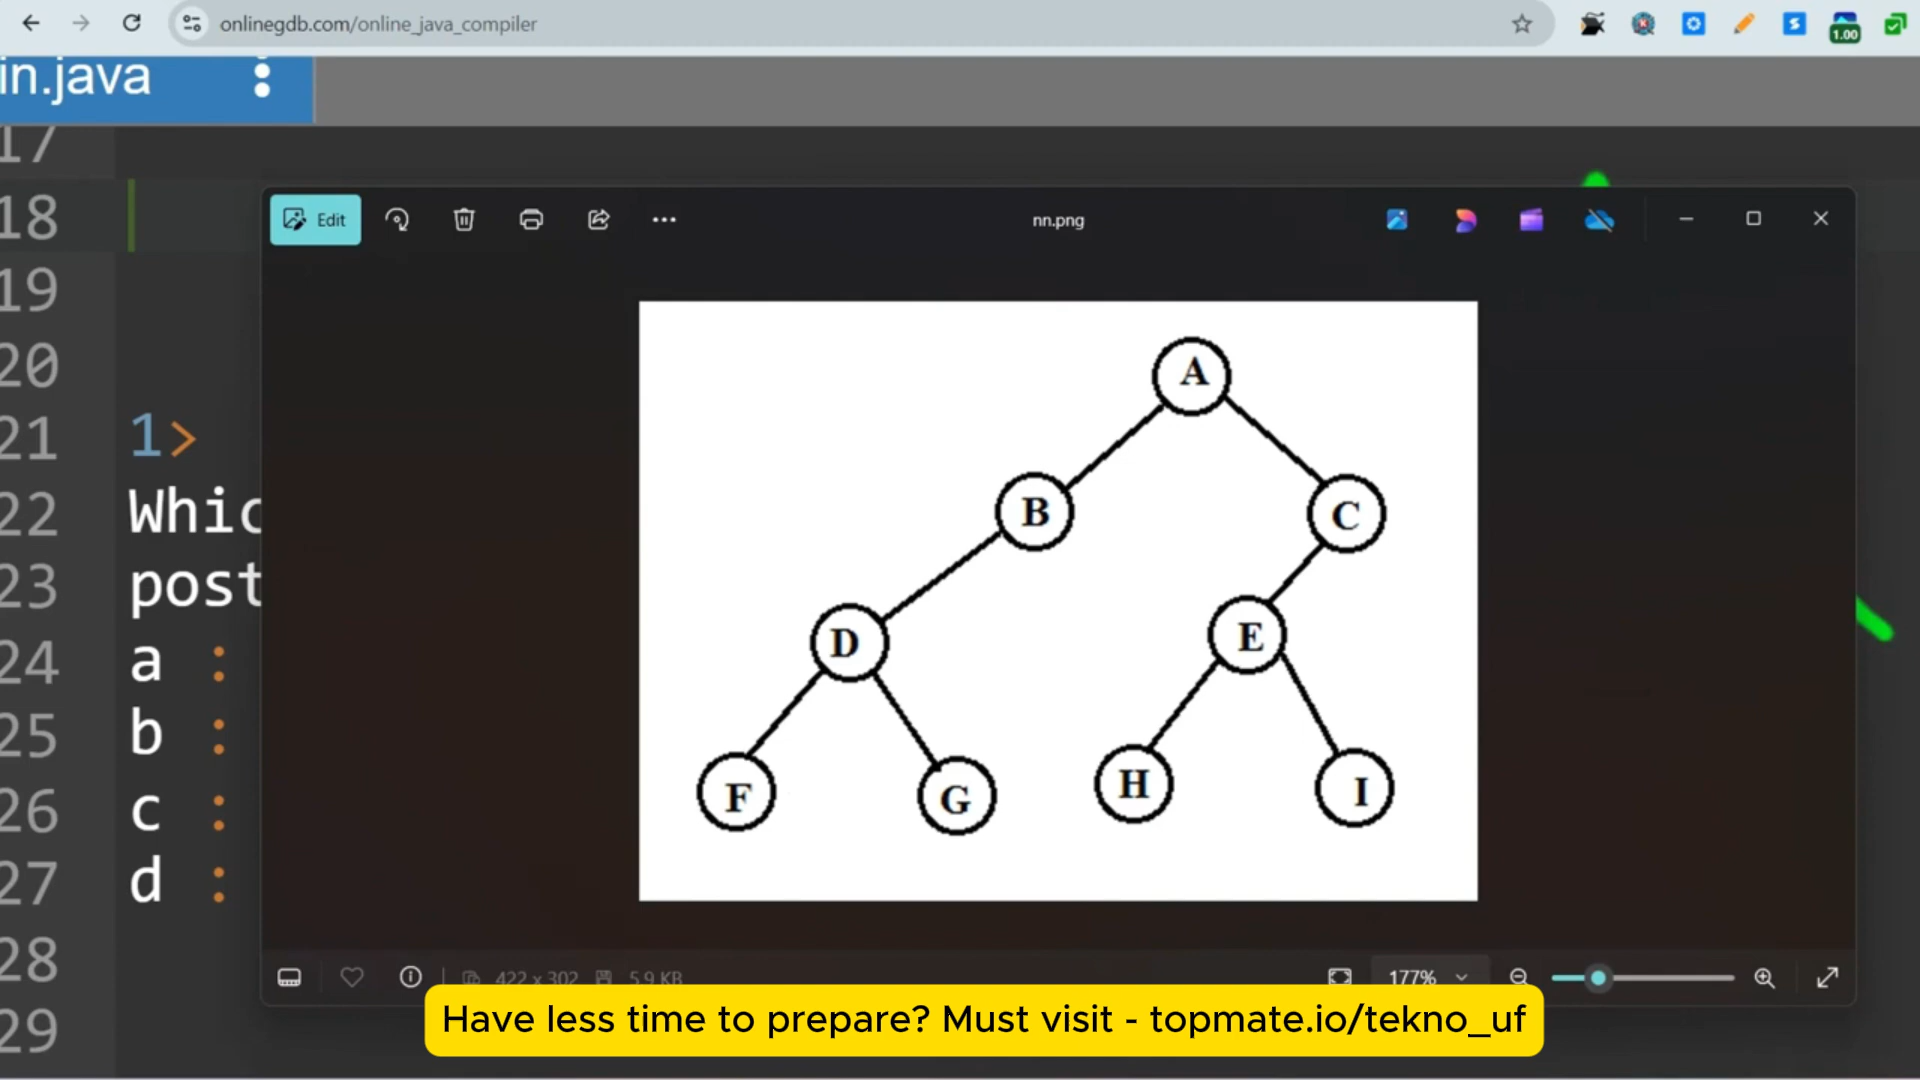 onlinegdb.com/online_java_compiler
1.00
in.java
17
18
Edit
nn.png
19
20
21 1>
22 Whic
23 post
24 a :
25 b :
26 c :
27 d :
28
29
A
B
C
D
E
F
G
H
I
422 x 302
5.9 KB
177%
Have less time to prepare? Must visit - topmate.io/tekno_uf